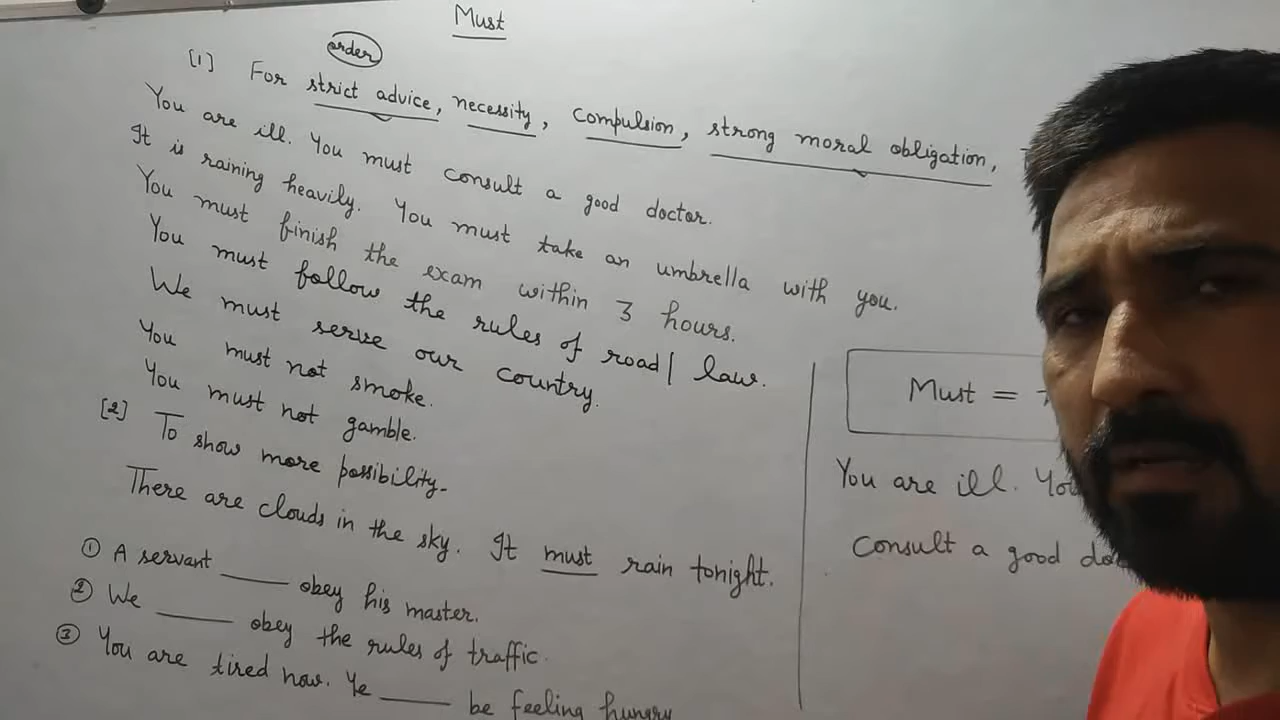 Must
order
[1] For strict advice, necessity, compulsion, strong moral obligation,
You are ill. You must consult a good doctor.
It is raining heavily. You must take an umbrella with you.
You must finish the exam within 3 hours.
You must follow the rules of road / law.
We must serve our country.
You must not smoke.
You must not gamble.
[2] To show more possibility.
There are clouds in the sky. It must rain tonight.
① A servant ____ obey his master.
② We ____ obey the rules of traffic.
③ You are tired now. Ye ____ be feeling hungry
Must =
You are ill. You
Consult a good